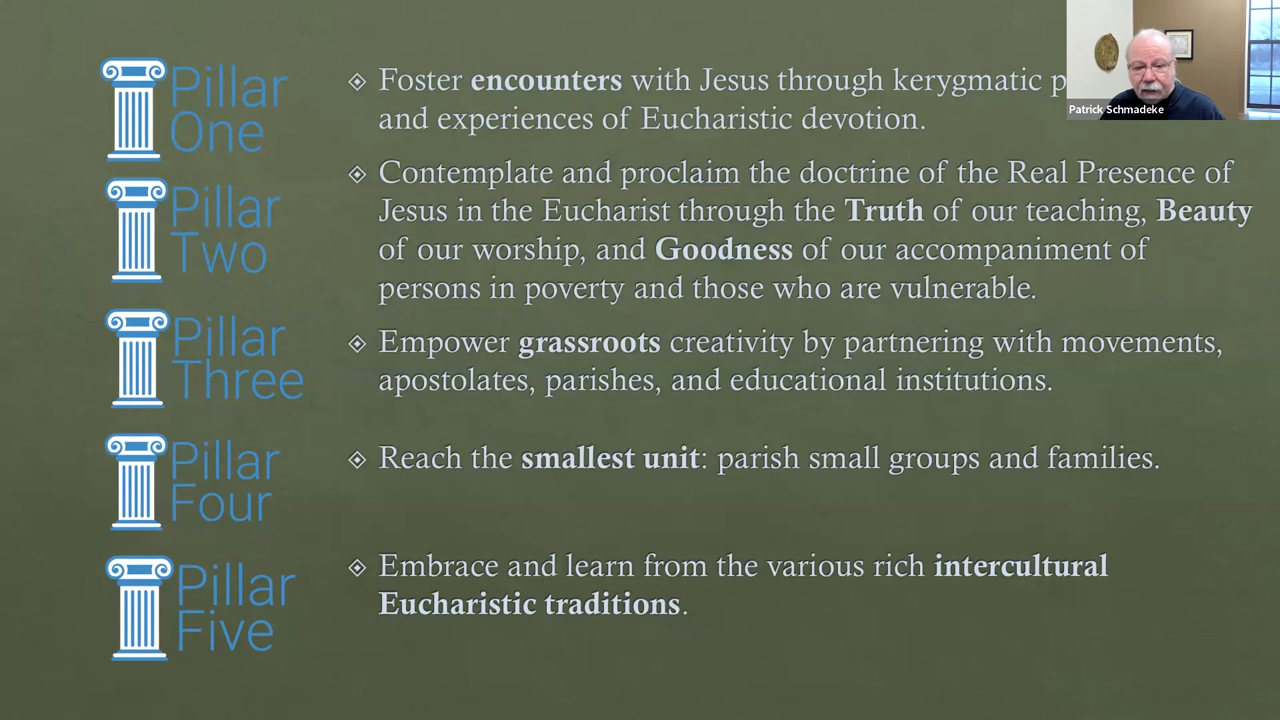 Pillar
One
Foster encounters with Jesus through kerygmatic
and experiences of Eucharistic devotion.
Patrick Schmadeke
Pillar
Two
Contemplate and proclaim the doctrine of the Real Presence of
Jesus in the Eucharist through the Truth of our teaching, Beauty
of our worship, and Goodness of our accompaniment of
persons in poverty and those who are vulnerable.
Pillar
Three
Empower grassroots creativity by partnering with movements,
apostolates, parishes, and educational institutions.
Pillar
Four
Reach the smallest unit: parish small groups and families.
Pillar
Five
Embrace and learn from the various rich intercultural
Eucharistic traditions.